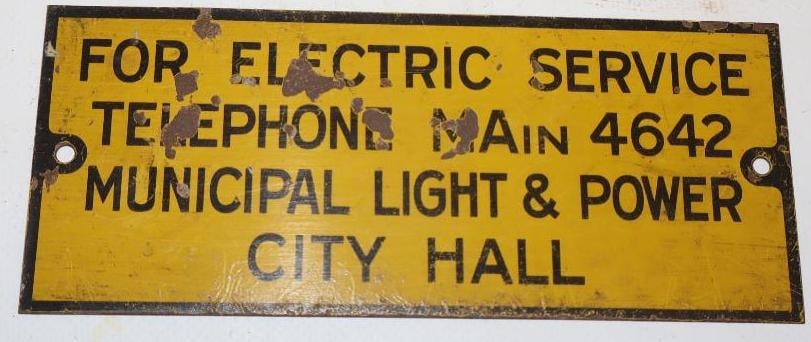 FOR ELECTRIC SERVICE
TELEPHONE MAIN 4642
MUNICIPAL LIGHT & POWER
CITY HALL